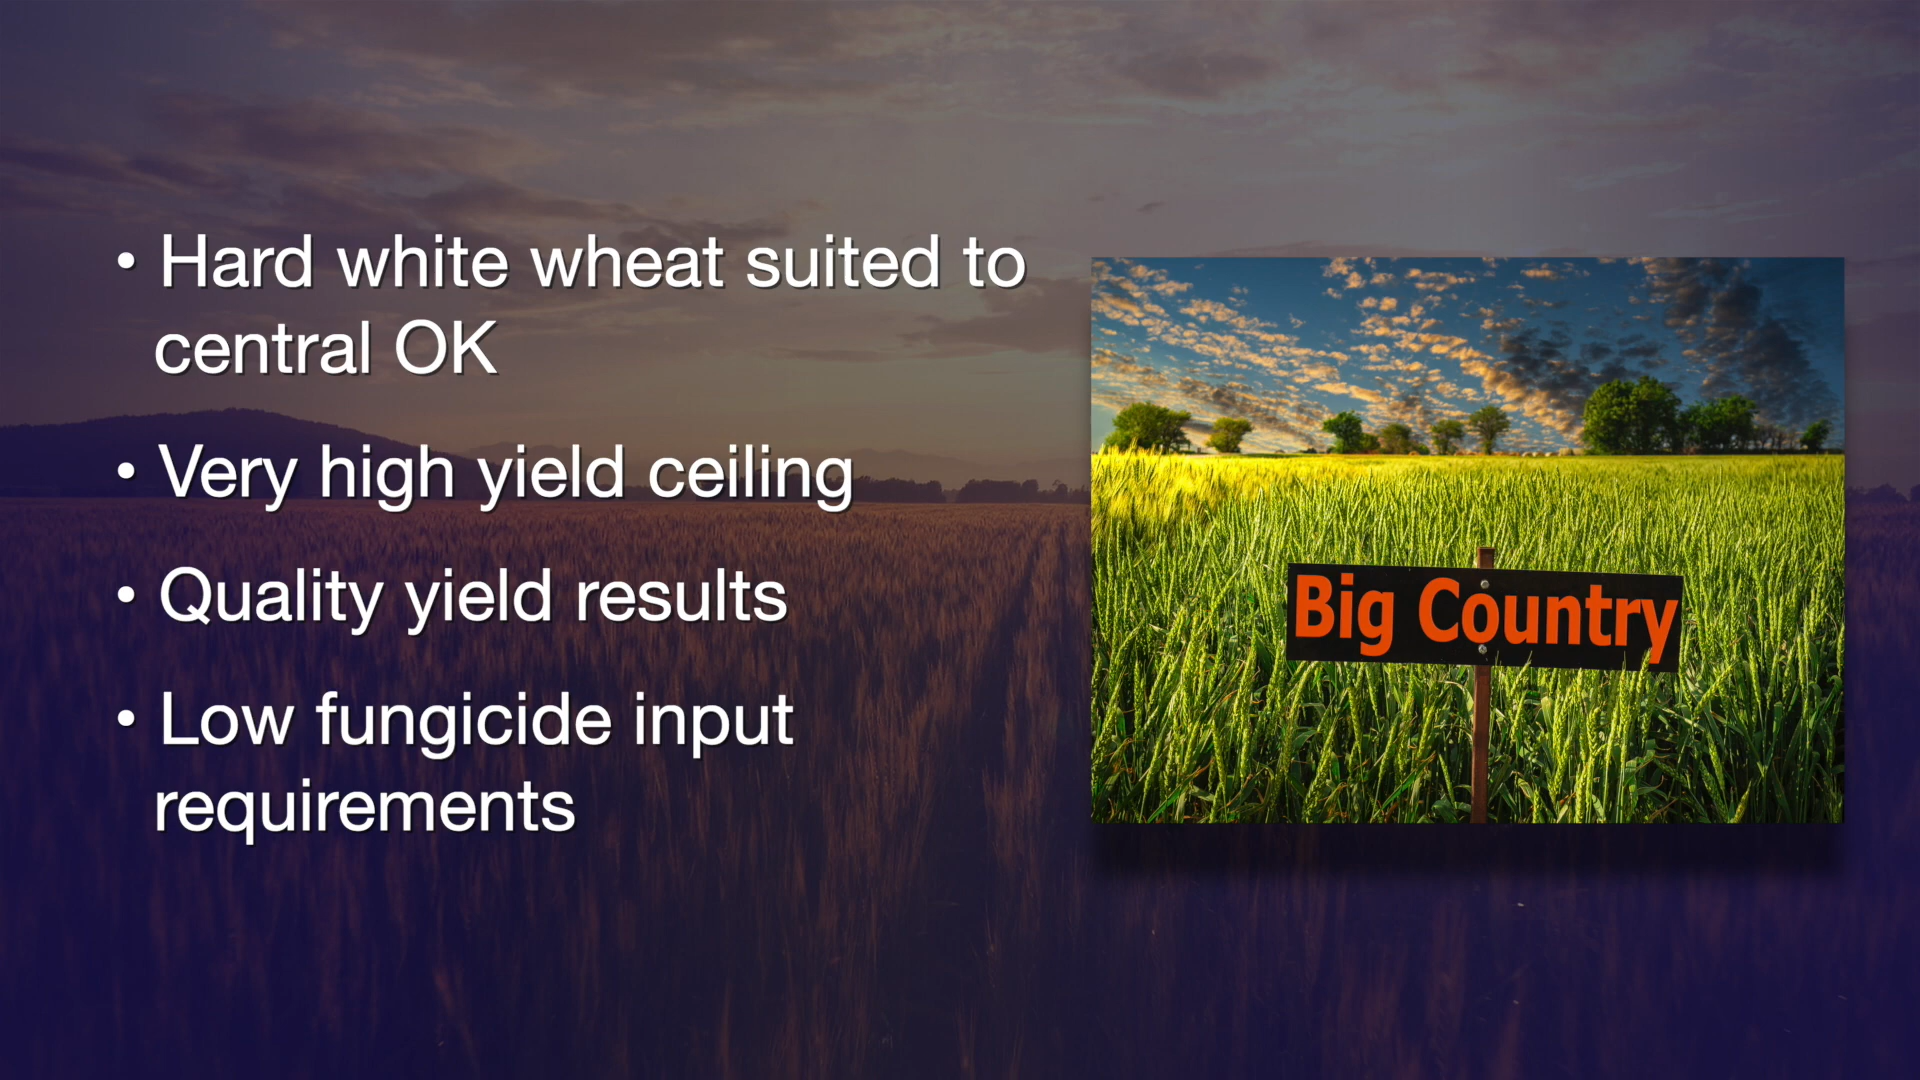 • Hard white wheat suited to
central OK
• Very high yield ceiling
• Quality yield results
• Low fungicide input
requirements
Big Country